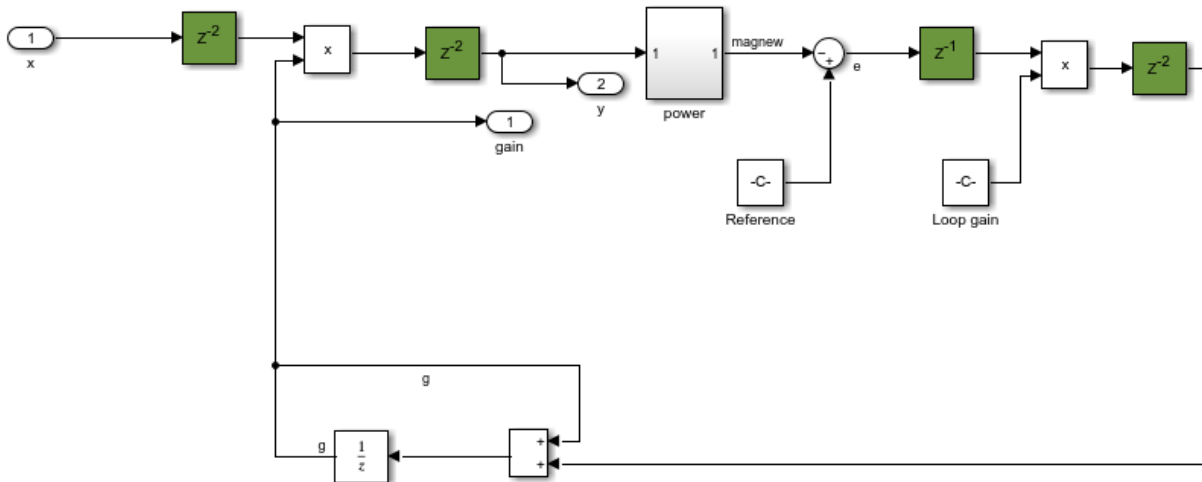 1
x
Z-2
x
Z-2
2
y
1
gain
1 1
power
magnew
−
+
e
-C-
Reference
Z-1
x
-C-
Loop gain
Z-2
g
g
1
z
+
+